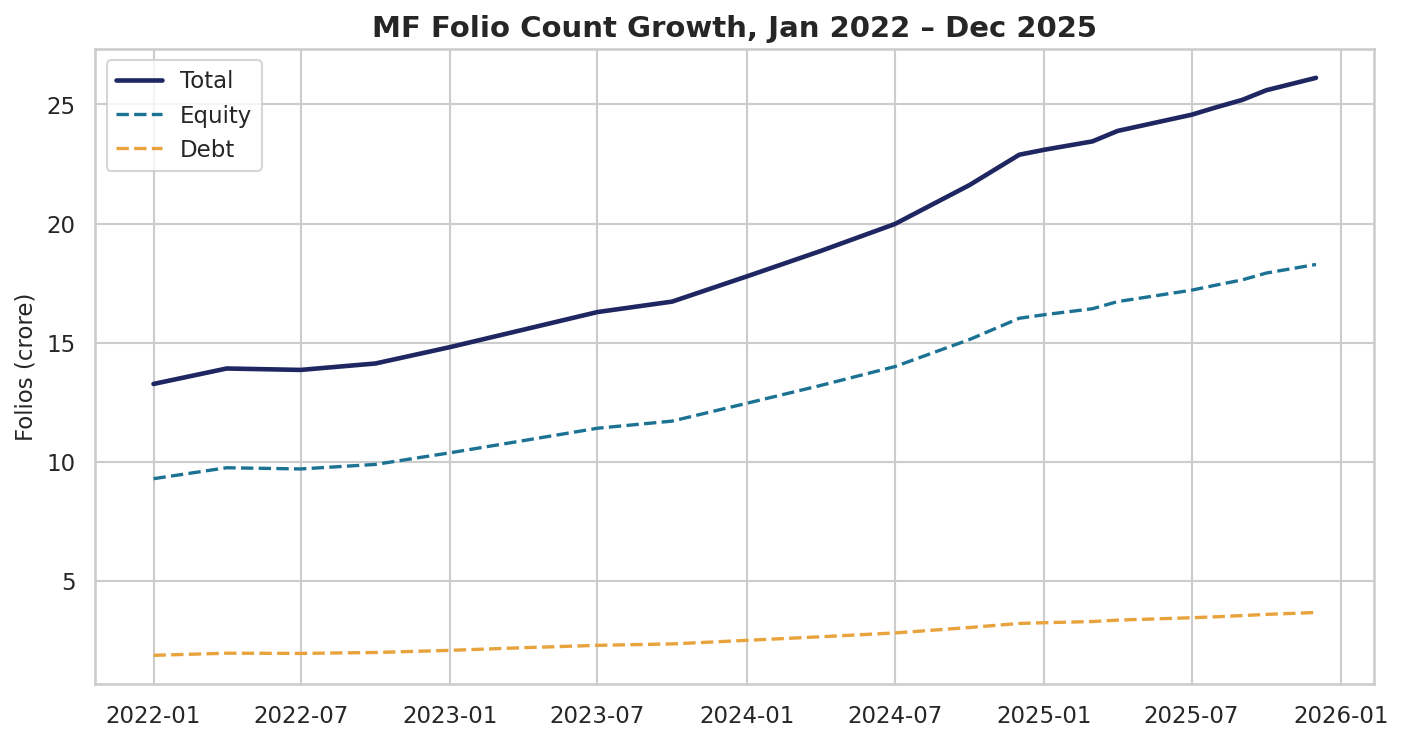 MF Folio Count Growth, Jan 2022 – Dec 2025
Total
Equity
Debt
Folios (crore)
25
20
15
10
5
2022-01 2022-07 2023-01 2023-07 2024-01 2024-07 2025-01 2025-07 2026-01